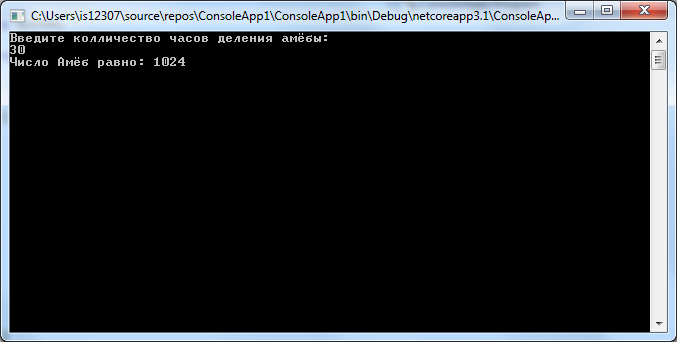 C:\Users\is12307\source\repos\ConsoleApp1\ConsoleApp1\bin\Debug\netcoreapp3.1\ConsoleAp...
Введите колличество часов деления амёбы:
30
Число Амёб равно: 1024